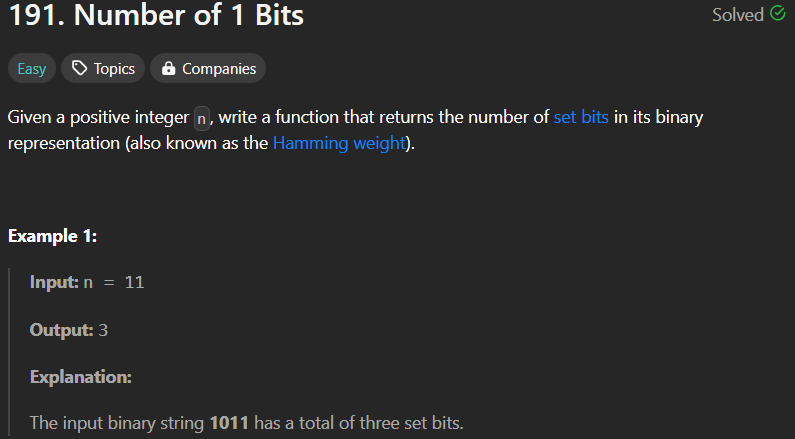 191. Number of 1 Bits
Solved
Easy
Topics
Companies
Given a positive integer n, write a function that returns the number of set bits in its binary
representation (also known as the Hamming weight).
Example 1:
Input: n = 11
Output: 3
Explanation:
The input binary string 1011 has a total of three set bits.